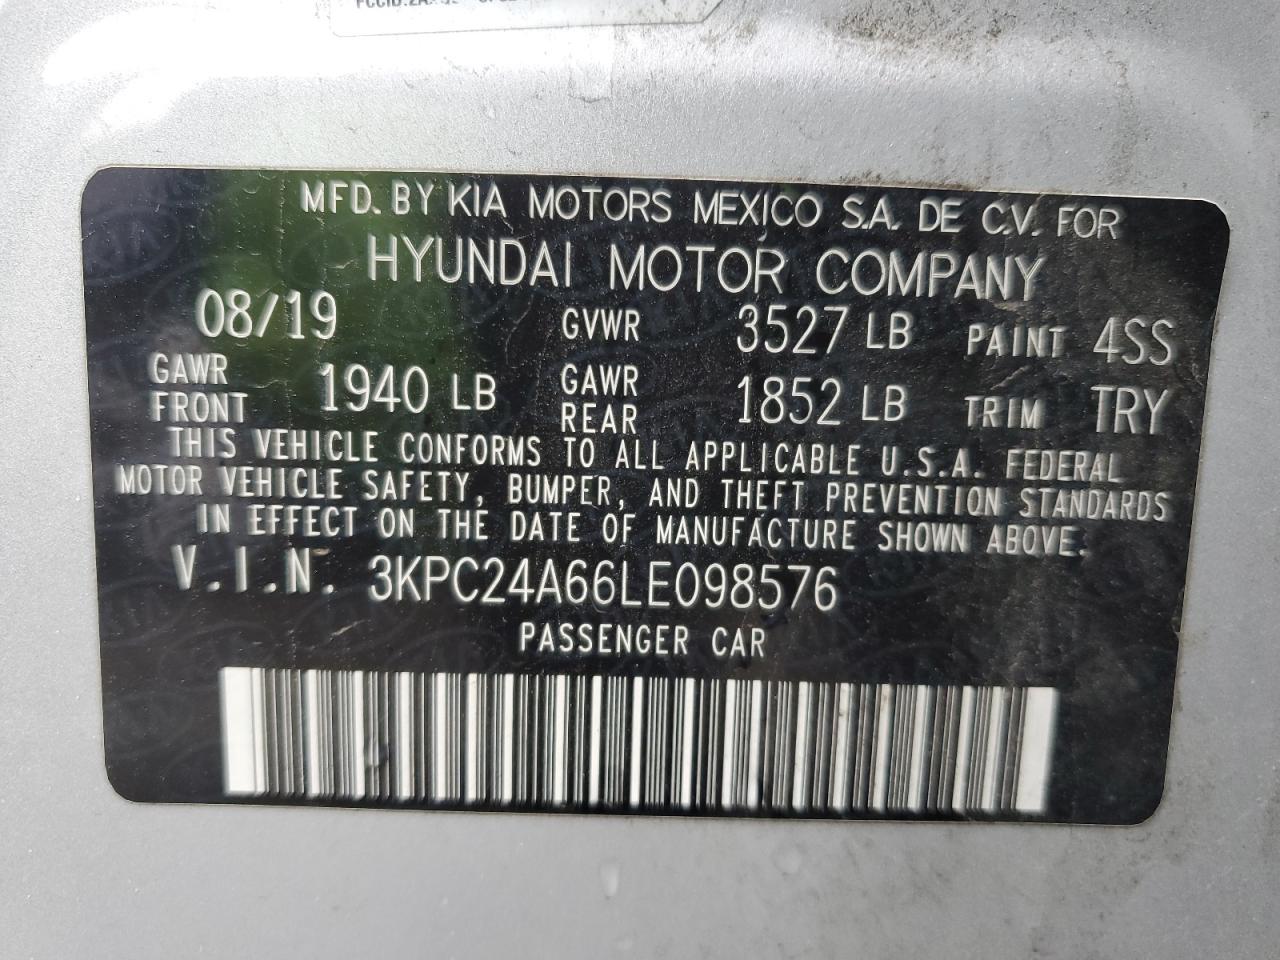 MFD. BY KIA MOTORS MEXICO S.A. DE C.V. FOR
HYUNDAI MOTOR COMPANY
08/19 GVWR 3527 LB PAINT 4SS
GAWR FRONT 1940 LB GAWR REAR 1852 LB TRIM TRY
THIS VEHICLE CONFORMS TO ALL APPLICABLE U.S.A. FEDERAL
MOTOR VEHICLE SAFETY, BUMPER, AND THEFT PREVENTION STANDARDS
IN EFFECT ON THE DATE OF MANUFACTURE SHOWN ABOVE.
V.I.N. 3KPC24A66LE098576
PASSENGER CAR